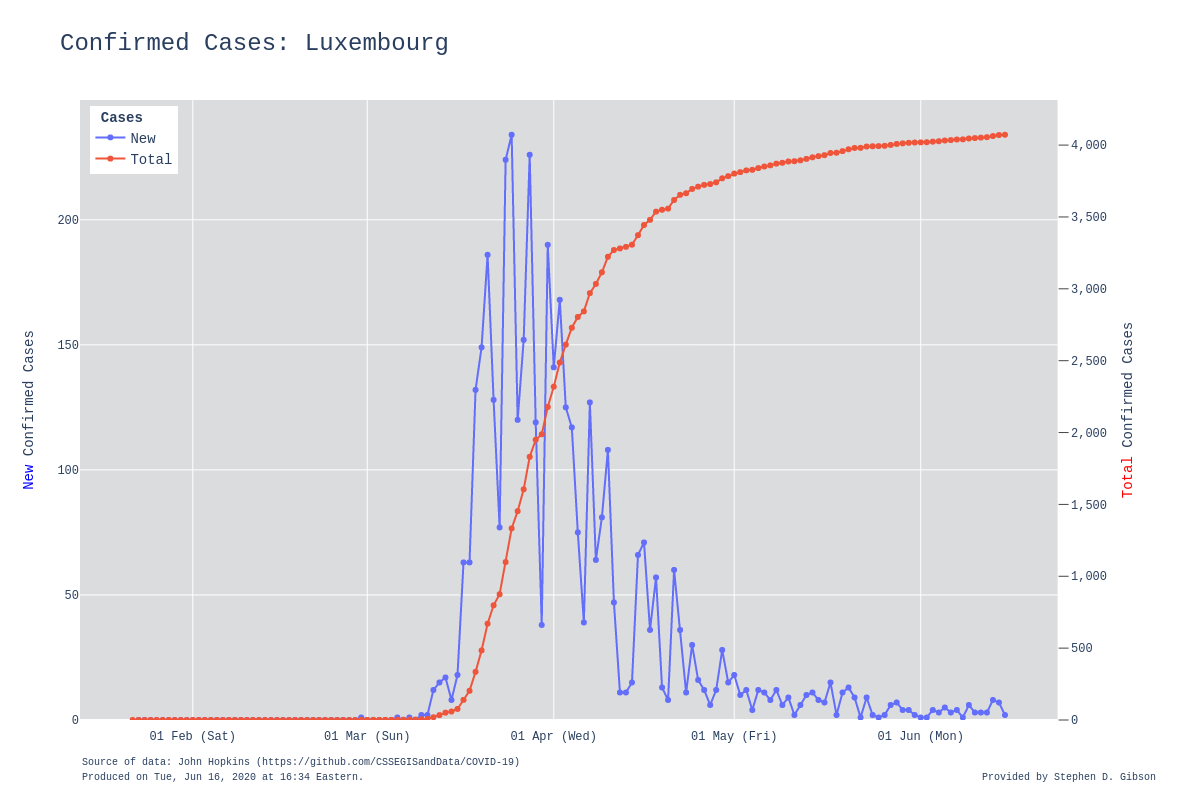 Confirmed Cases: Luxembourg
Cases
New
Total
200
150
100
50
0
New Confirmed Cases
4,000
3,500
3,000
2,500
2,000
1,500
1,000
500
0
Total Confirmed Cases
01 Feb (Sat)
01 Mar (Sun)
01 Apr (Wed)
01 May (Fri)
01 Jun (Mon)
Source of data: John Hopkins (https://github.com/CSSEGISandData/COVID-19)
Produced on Tue, Jun 16, 2020 at 16:34 Eastern.
Provided by Stephen D. Gibson